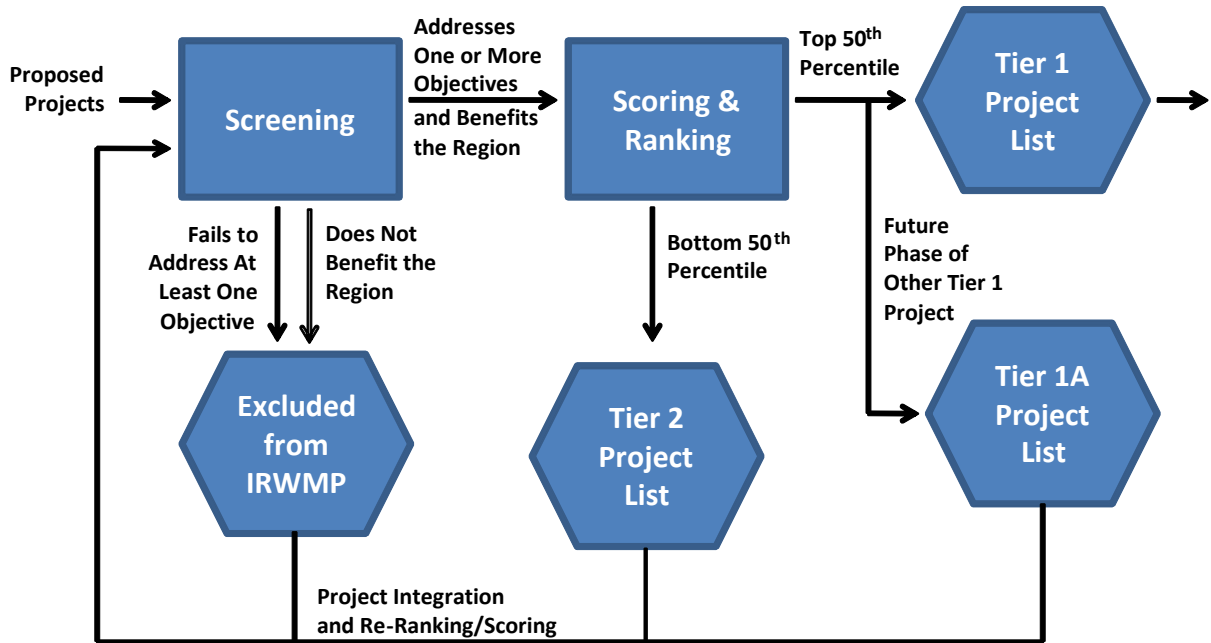 Proposed
Projects
Screening
Addresses
One or More
Objectives
and Benefits
the Region
Scoring &
Ranking
Top 50th
Percentile
Tier 1
Project
List
Fails to
Address At
Least One
Objective
Does Not
Benefit the
Region
Bottom 50th
Percentile
Future
Phase of
Other Tier 1
Project
Excluded
from
IRWMP
Tier 2
Project
List
Tier 1A
Project
List
Project Integration
and Re-Ranking/Scoring